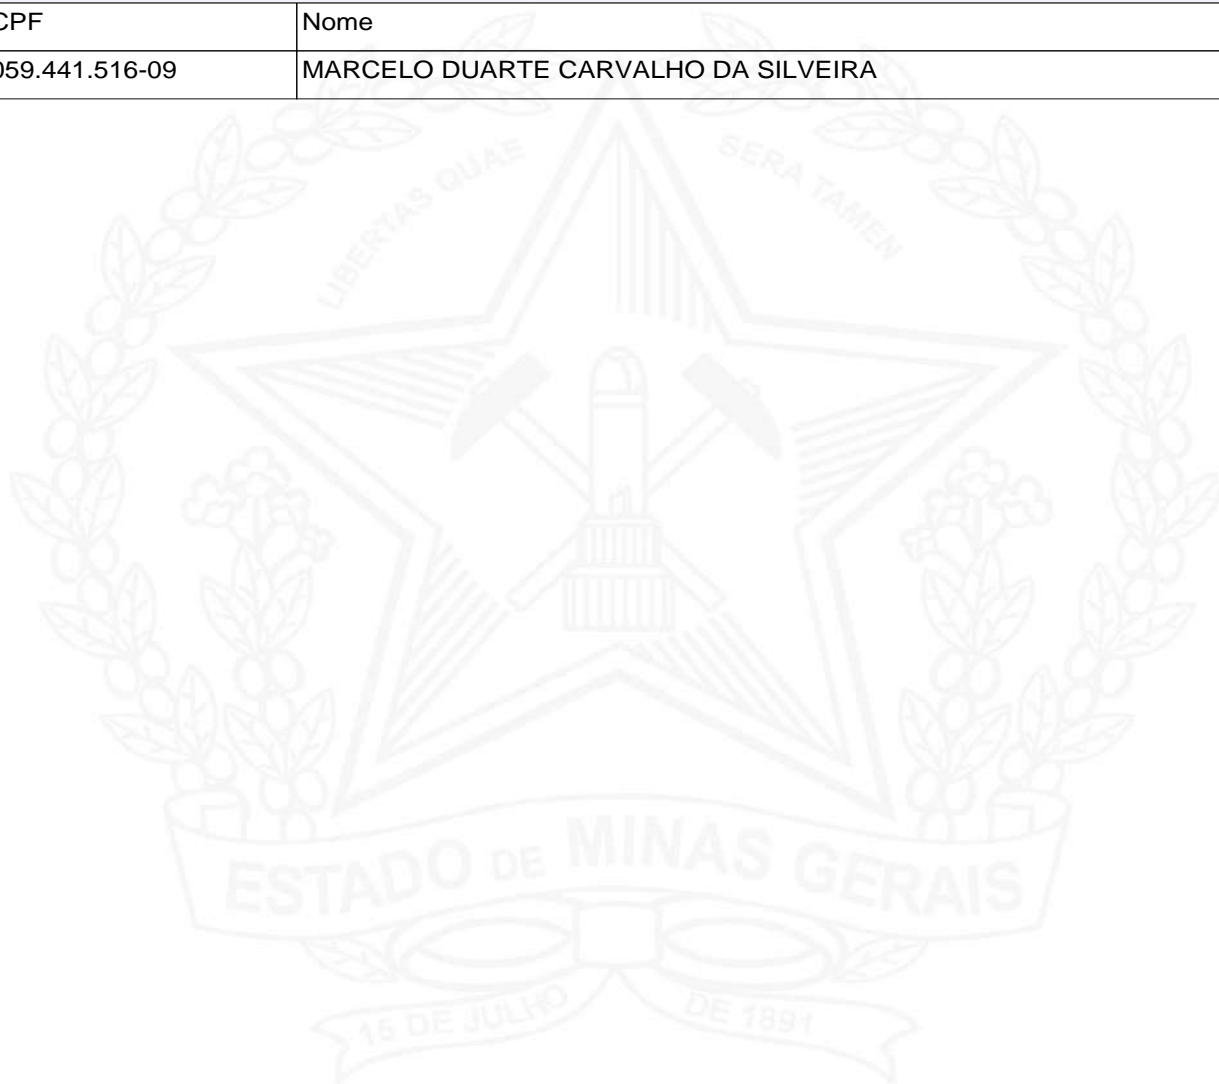 CPF Nome
059.441.516-09 MARCELO DUARTE CARVALHO DA SILVEIRA
LIBERTAS QUAE SERA TAMEN
ESTADO DE MINAS GERAIS
15 DE JULHO DE 1891